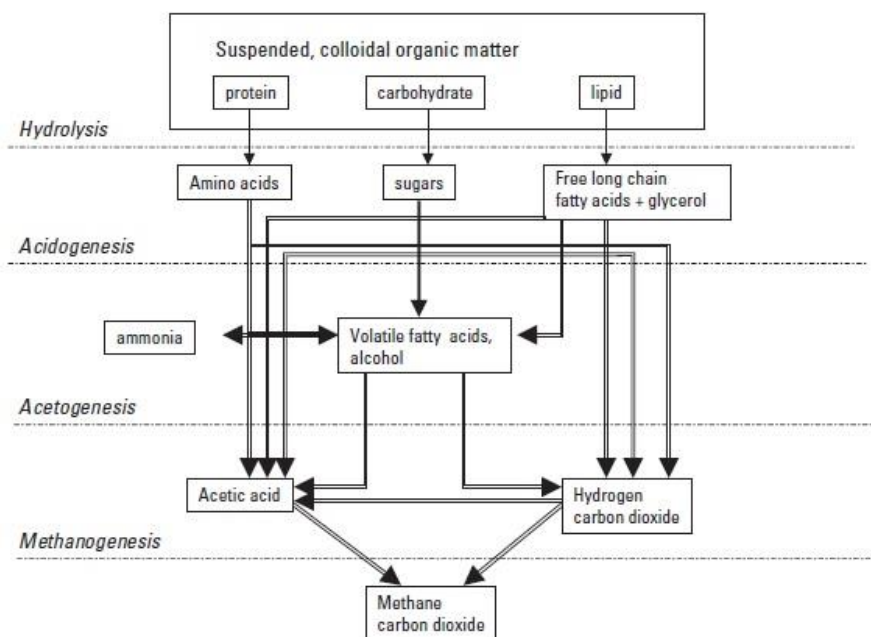 Suspended, colloidal organic matter
protein
carbohydrate
lipid
Hydrolysis
Amino acids
sugars
Free long chain
fatty acids + glycerol
Acidogenesis
ammonia
Volatile fatty acids,
alcohol
Acetogenesis
Acetic acid
Hydrogen
carbon dioxide
Methanogenesis
Methane
carbon dioxide